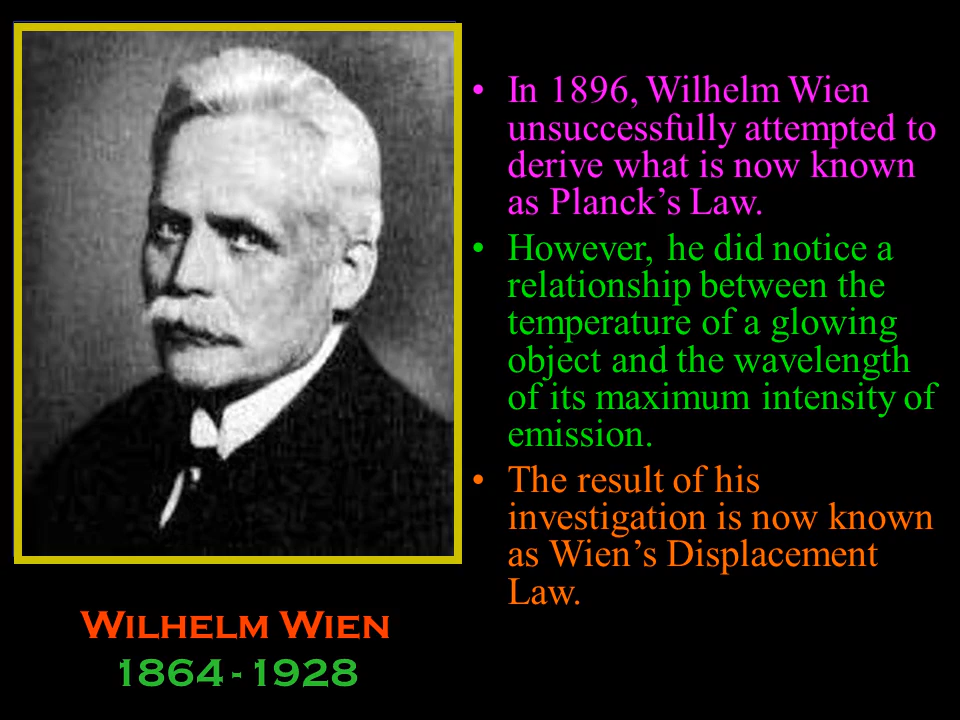 • In 1896, Wilhelm Wien
unsuccessfully attempted to
derive what is now known
as Planck’s Law.
• However, he did notice a
relationship between the
temperature of a glowing
object and the wavelength
of its maximum intensity of
emission.
• The result of his
investigation is now known
as Wien’s Displacement
Law.
Wilhelm Wien
1864 - 1928